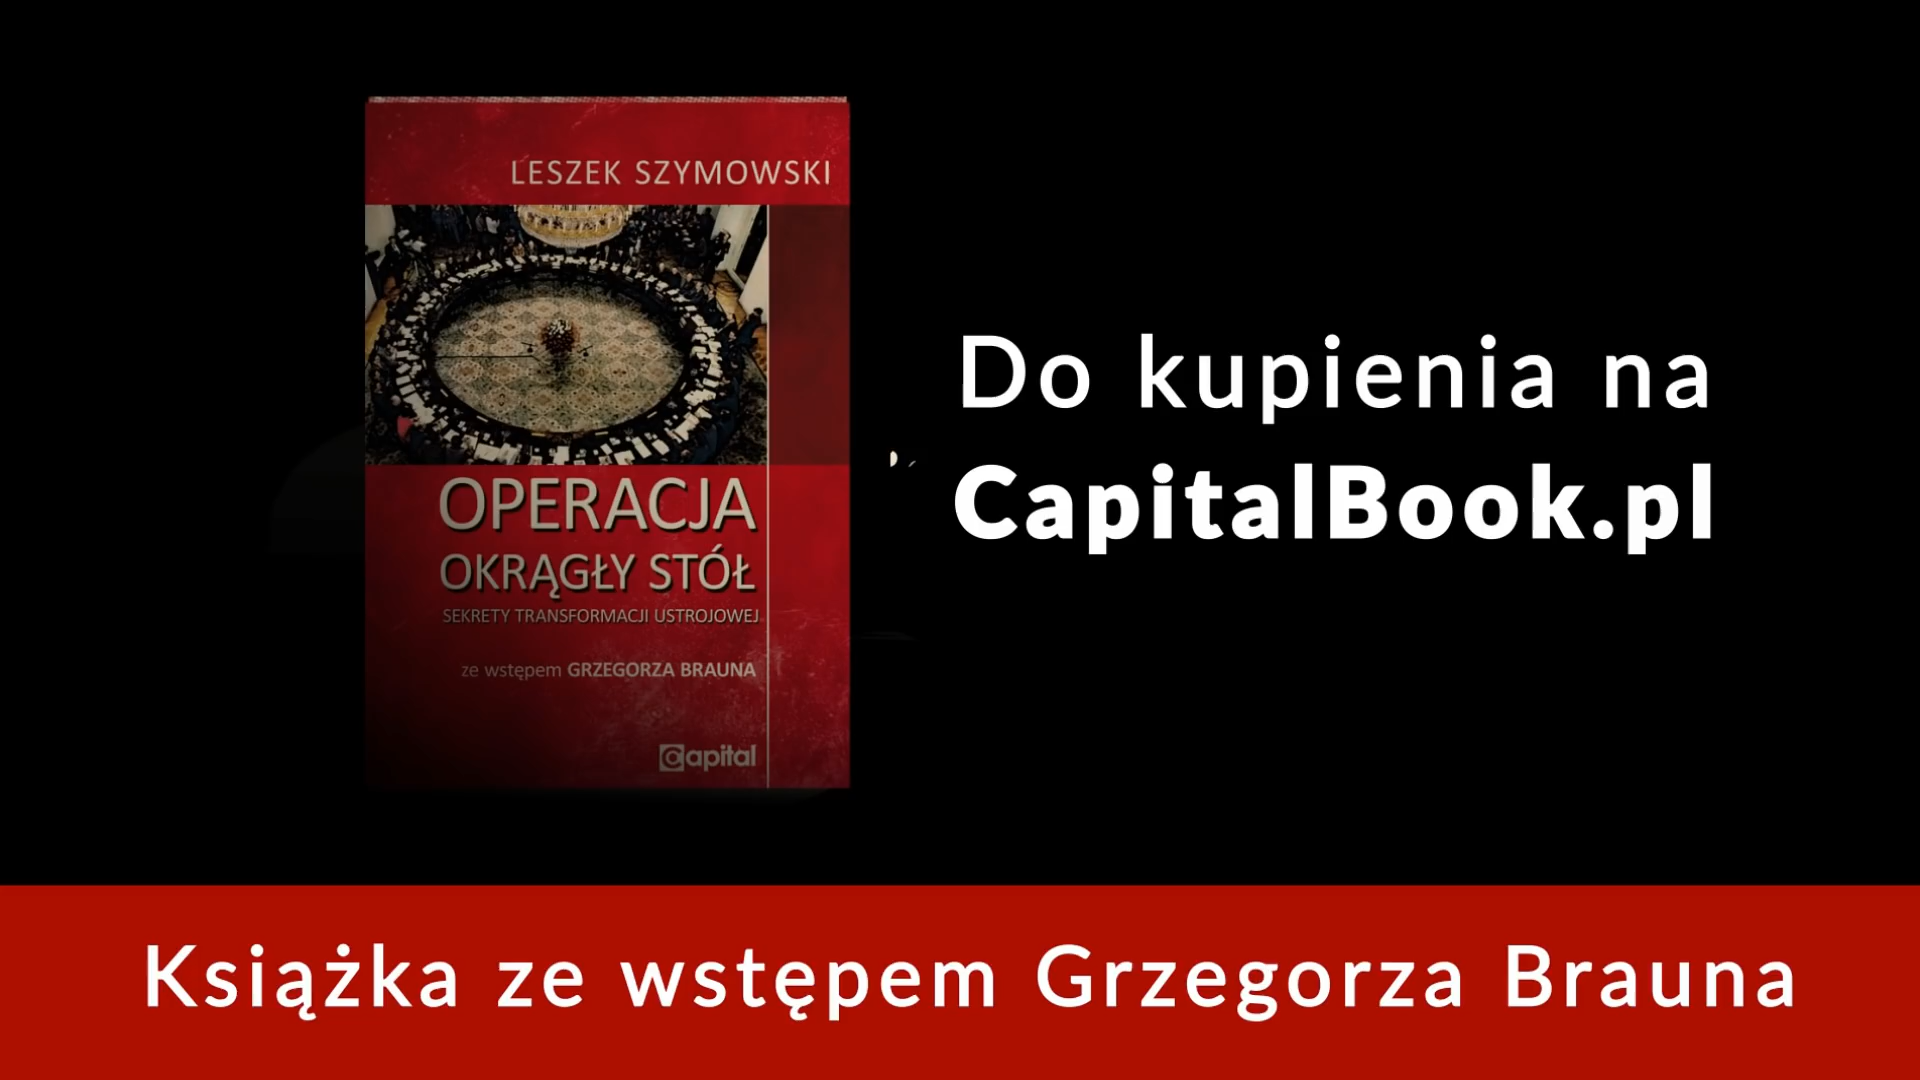 LESZEK SZYMOWSKI
OPERACJA
OKRĄGŁY STÓŁ
SEKRETY TRANSFORMACJI USTROJOWEJ
ze wstępem GRZEGORZA BRAUNA
Capital
Do kupienia na
CapitalBook.pl
Książka ze wstępem Grzegorza Brauna